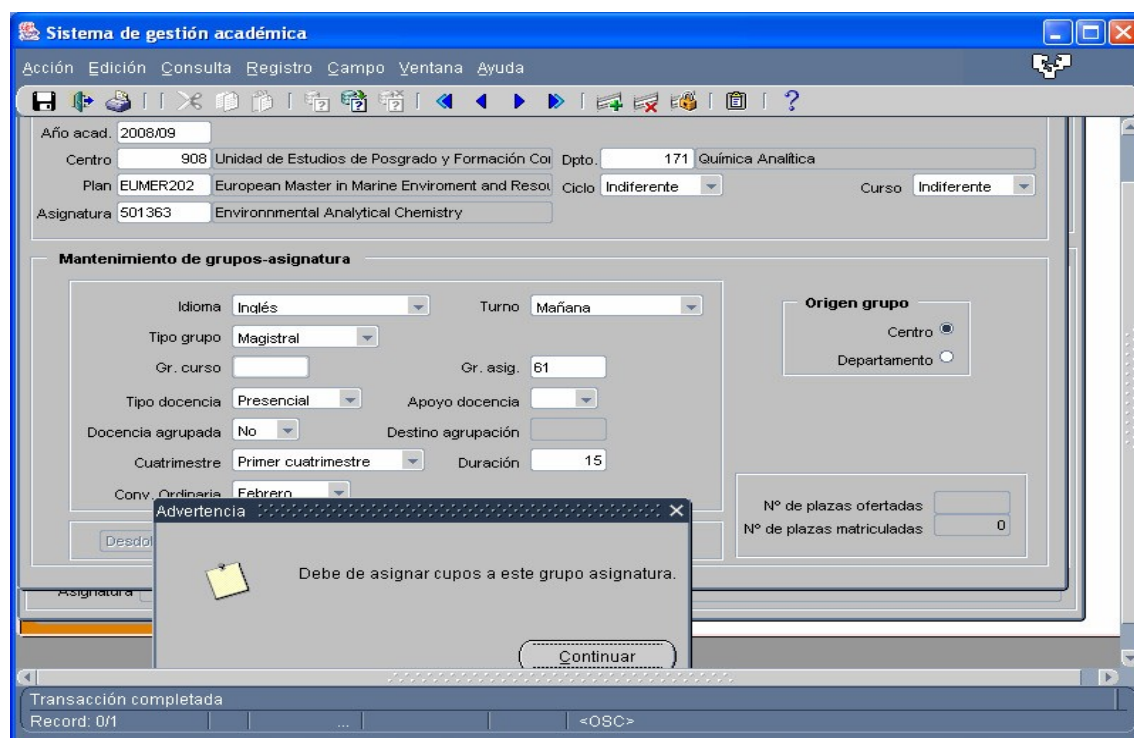 Sistema de gestión académica
Acción Edición Consulta Registro Campo Ventana Ayuda
Año acad. 2008/09
Centro 908 Unidad de Estudios de Posgrado y Formación Dpto. 171 Química Analítica
Plan EUMER202 European Master in Marine Enviroment and Ciclo Indiferente Curso Indiferente
Asignatura 501363 Environnmental Analytical Chemistry
Mantenimiento de grupos-asignatura
Idioma Inglés Turno Mañana Origen grupo
Tipo grupo Magistral Centro
Gr. curso Gr. asig. 61 Departamento
Tipo docencia Presencial Apoyo docencia
Docencia agrupada No Destino agrupación
Cuatrimestre Primer cuatrimestre Duración 15
Conv. Ordinaria Febrero
Nº de plazas ofertadas
Advertencia
Nº de plazas matriculadas 0
Debe de asignar cupos a este grupo asignatura.
Asignatura
Continuar
Transacción completada
Record: 0/1 ... <OSC>